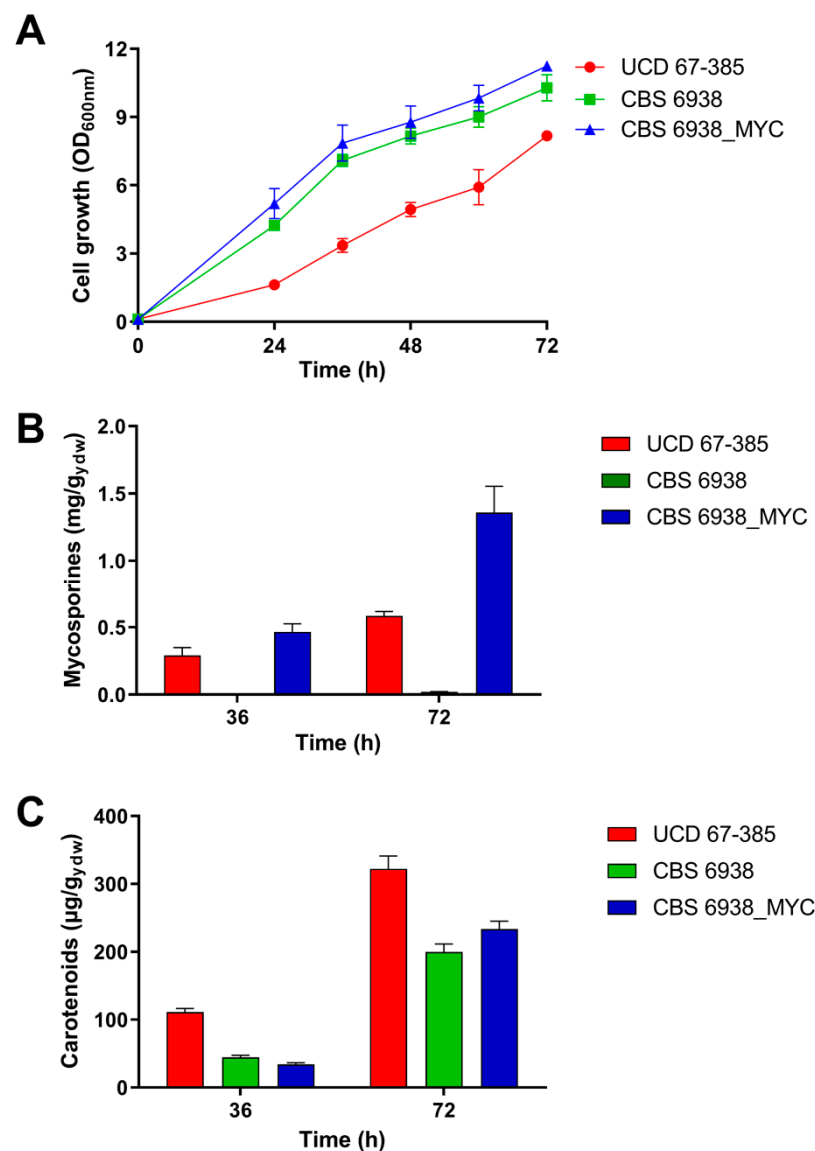 A
12
9
6
3
0
Cell growth (OD600nm)
0 24 48 72
Time (h)
UCD 67-385
CBS 6938
CBS 6938_MYC
B
2.0
1.5
1.0
0.5
0.0
Mycosporines (mg/gydw)
36 72
Time (h)
UCD 67-385
CBS 6938
CBS 6938_MYC
C
400
300
200
100
0
Carotenoids (µg/gydw)
36 72
Time (h)
UCD 67-385
CBS 6938
CBS 6938_MYC